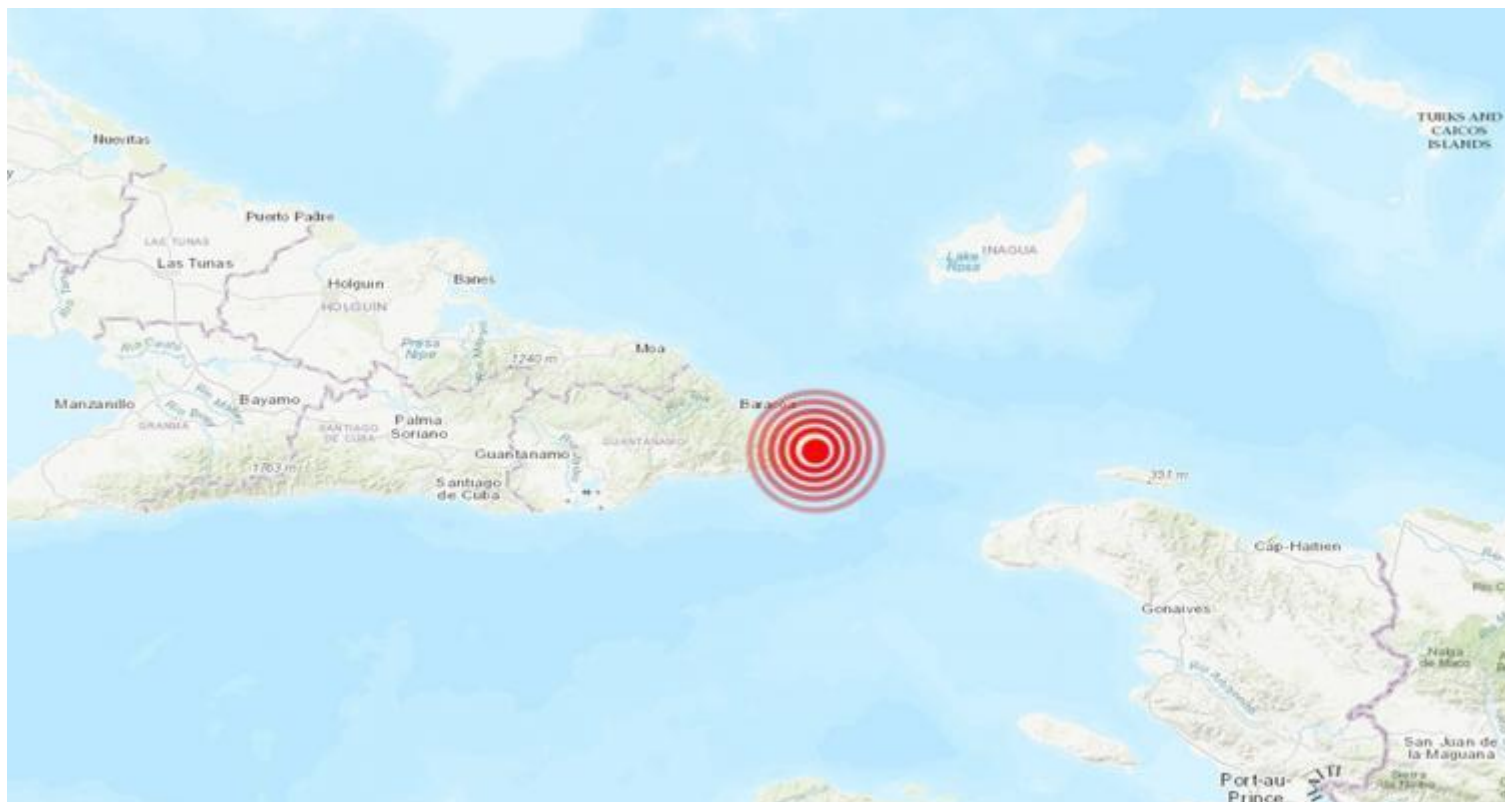 Nuevitas
TURKS AND
CAICOS
ISLANDS
Puerto Padre
LAS TUNAS
Las Tunas
INAGUA
Lake
Rosa
Banes
Holguin
HOLGUIN
Presa
Nipe
Moa
1240 m
Manzanillo
Bayamo
GRANMA
Baracoa
Palma
Soriano
SANTIAGO
DE CUBA
GUANTANAMO
Guantanamo
1763 m
Santiago
de Cuba
351 m
Cap-Haitien
Gonaives
San Juan de
la Maguana
Port-au-
Prince